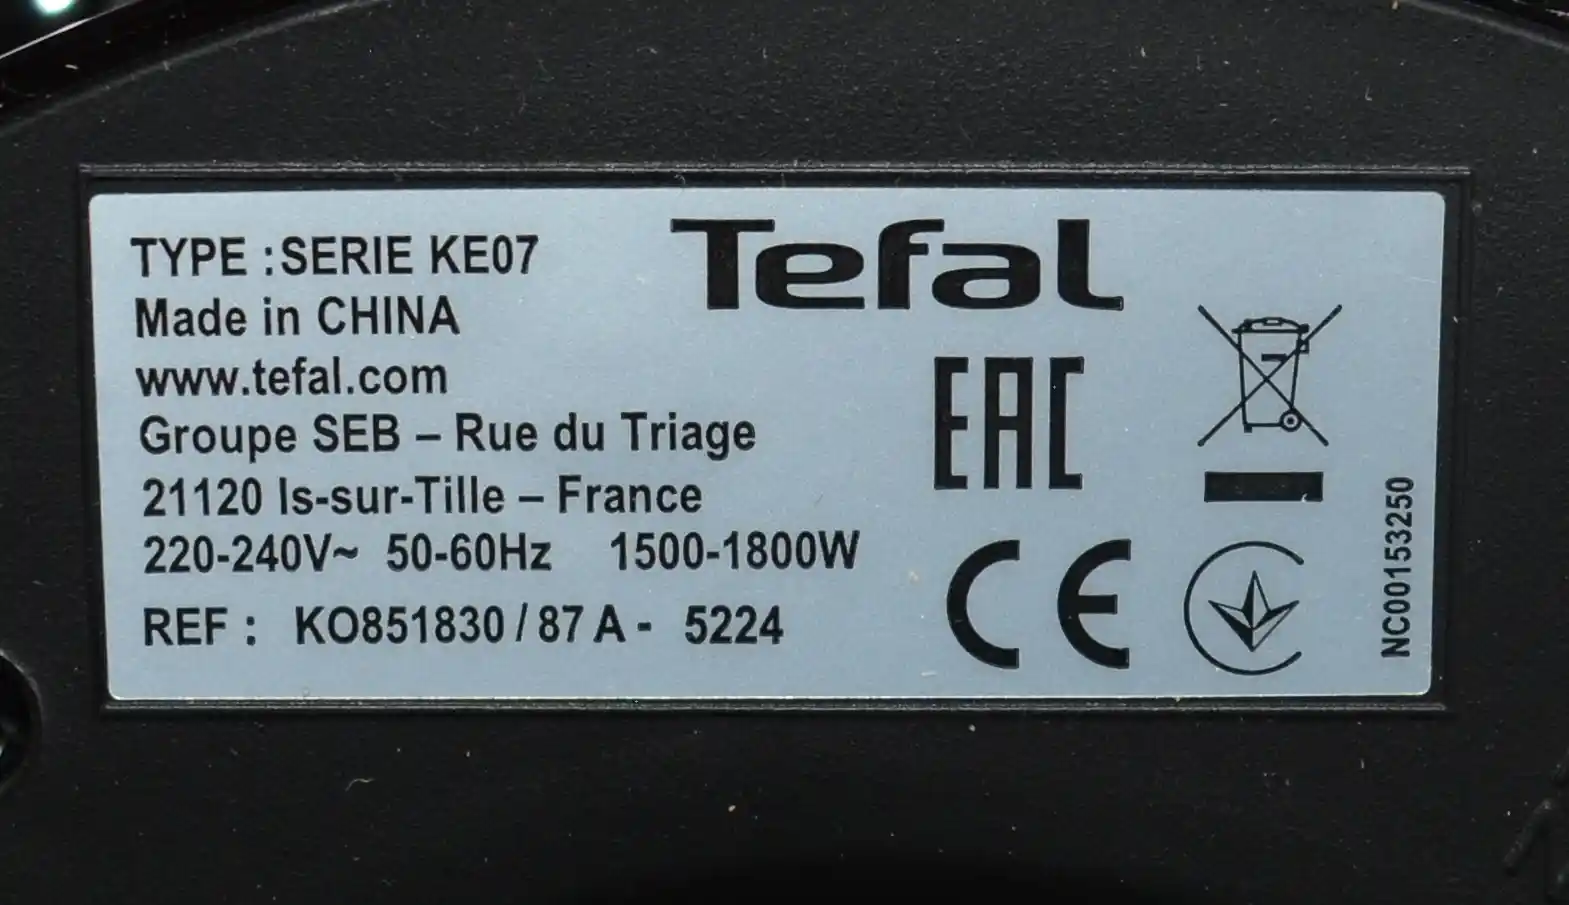 Tefal
TYPE :SERIE KE07
Made in CHINA
www.tefal.com
Groupe SEB – Rue du Triage
21120 Is-sur-Tille – France
220-240V~ 50-60Hz 1500-1800W
REF : KO851830 / 87 A - 5224
EAC
CE
NC00153250